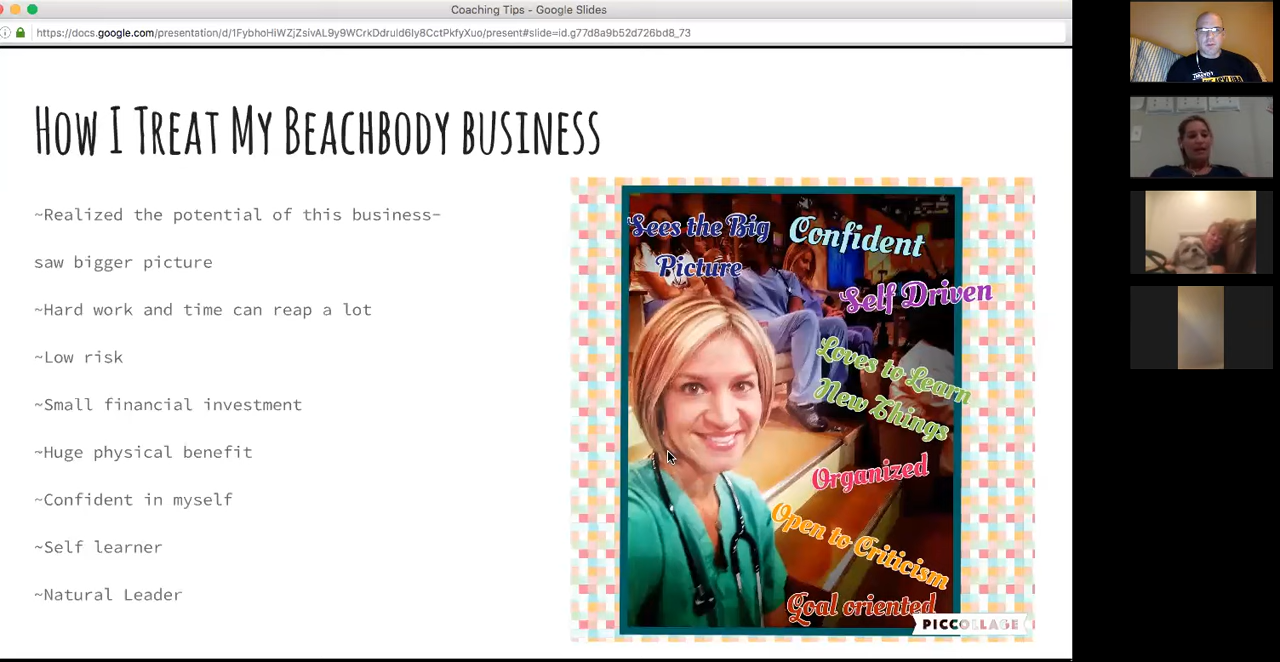 Coaching Tips - Google Slides
https://docs.google.com/presentation/d/1FybhoHiWZjZsivAL9y9WCrkDdruld6Iy8CctPkfyXuo/present#slide=id.g77d8a9b52d726bd8_73
How I Treat My Beachbody business
~Realized the potential of this business-
saw bigger picture
~Hard work and time can reap a lot
~Low risk
~Small financial investment
~Huge physical benefit
~Confident in myself
~Self learner
~Natural Leader
Sees the Big
Picture
Confident
Self Driven
Loves to Learn
New Things
Organized
Open to Criticism
Goal oriented
PICCOLLAGE